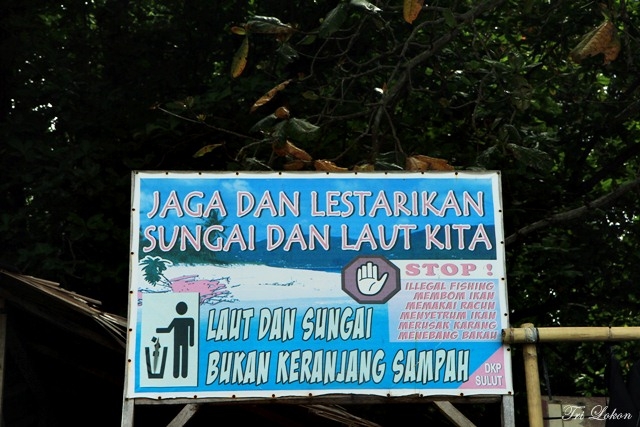 JAGA DAN LESTARIKAN
SUNGAI DAN LAUT KITA
STOP !
ILLEGAL FISHING
MEMBOM IKAN
MEMAKAI RACUN
MENYETRUM IKAN
MERUSAK KARANG
MENEBANG BAKAU
LAUT DAN SUNGAI
BUKAN KERANJANG SAMPAH
DKP
SULUT
Tri Lokon